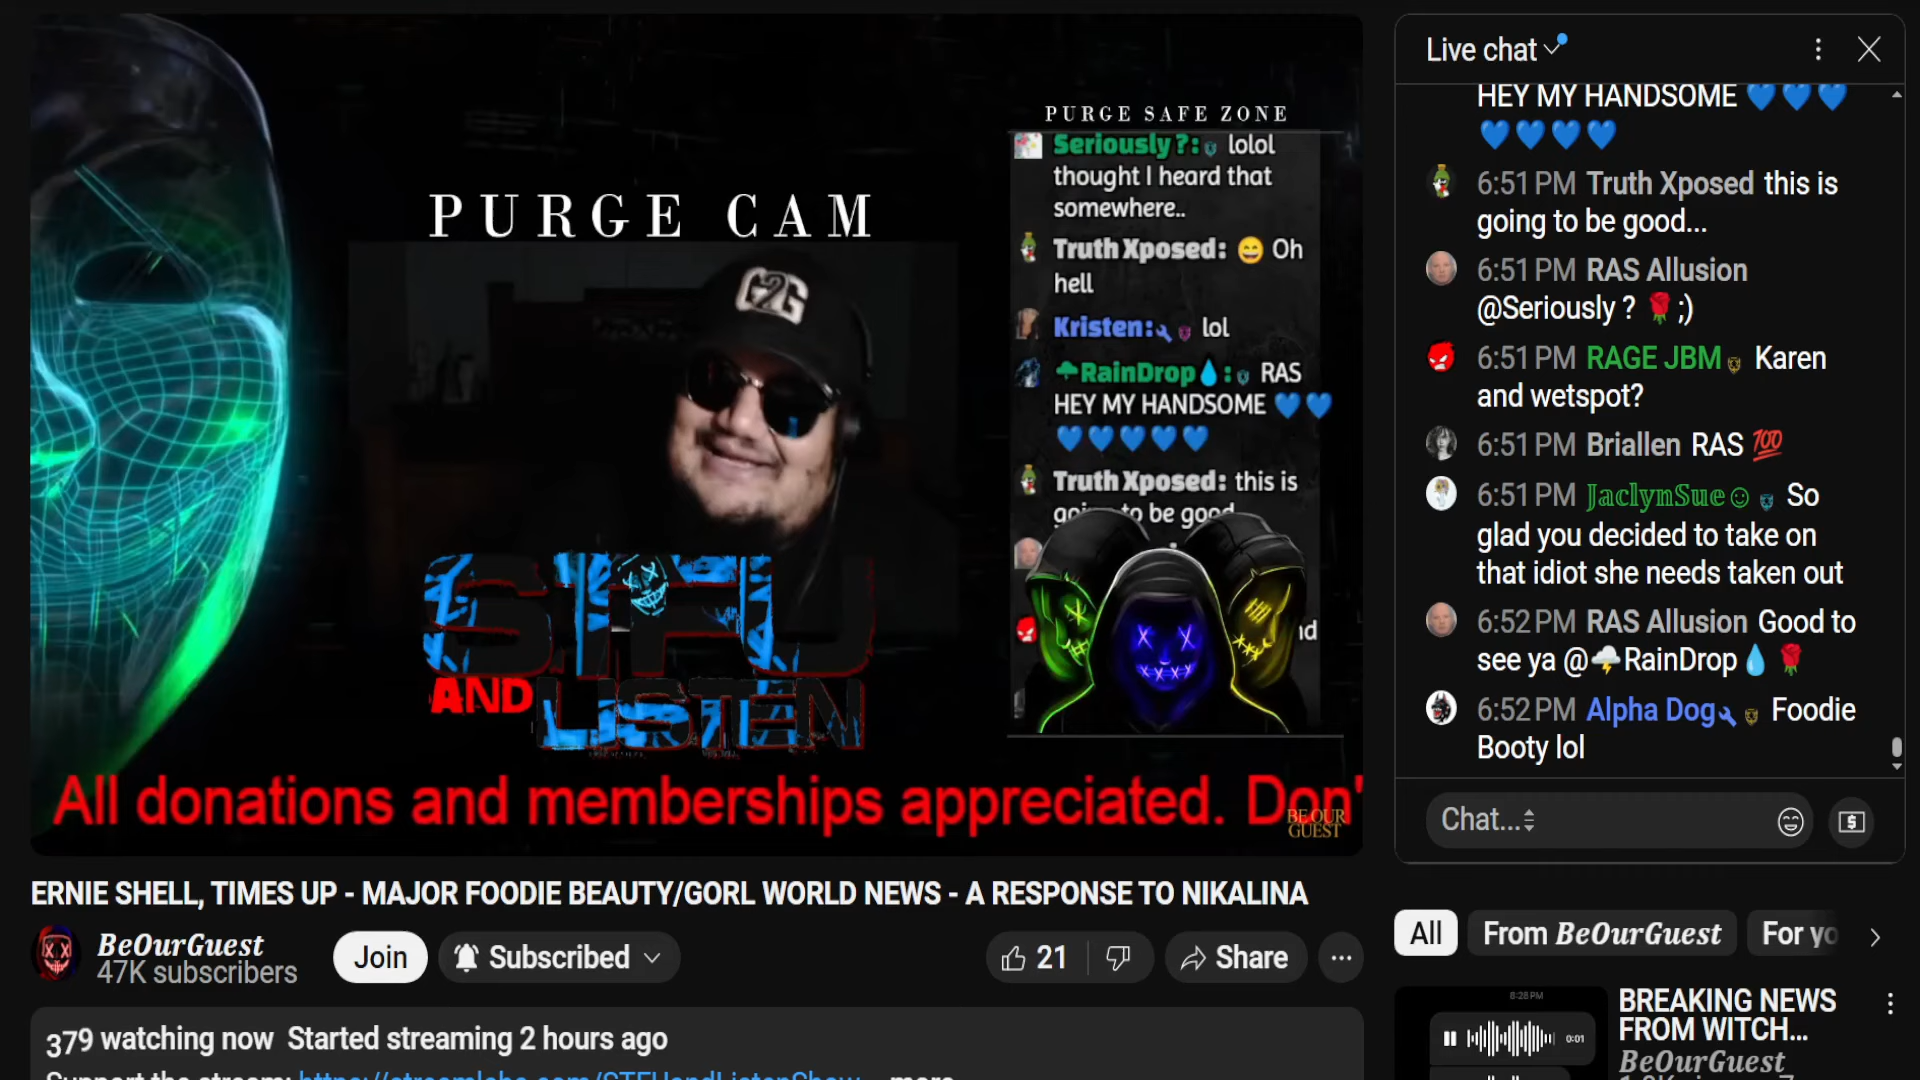 PURGE SAFE ZONE
Seriously ?: lolol
thought I heard that
somewhere..
Truth Xposed: 😄 Oh
hell
Kristen: lol
RainDrop💧: RAS
HEY MY HANDSOME 💙💙
💙💙💙💙💙
Truth Xposed: this is
going to be good
PURGE CAM
G2G
STFU
AND LISTEN
All donations and memberships appreciated. Don'
BE OUR
GUEST
ERNIE SHELL, TIMES UP - MAJOR FOODIE BEAUTY/GORL WORLD NEWS - A RESPONSE TO NIKALINA
BeOurGuest
47K subscribers
Join
Subscribed
21
Share
379 watching now Started streaming 2 hours ago
Live chat
HEY MY HANDSOME 💙💙💙
💙💙💙💙
6:51 PM Truth Xposed this is
going to be good...
6:51 PM RAS Allusion
@Seriously ? 🌹 ;)
6:51 PM RAGE JBM Karen
and wetspot?
6:51 PM Briallen RAS 💯
6:51 PM JaclynSue☺ So
glad you decided to take on
that idiot she needs taken out
6:52 PM RAS Allusion Good to
see ya @🌩RainDrop💧🌹
6:52 PM Alpha Dog Foodie
Booty lol
Chat...
All
From BeOurGuest
For yo
8:28 PM
0:01
BREAKING NEWS
FROM WITCH...
BeOurGuest